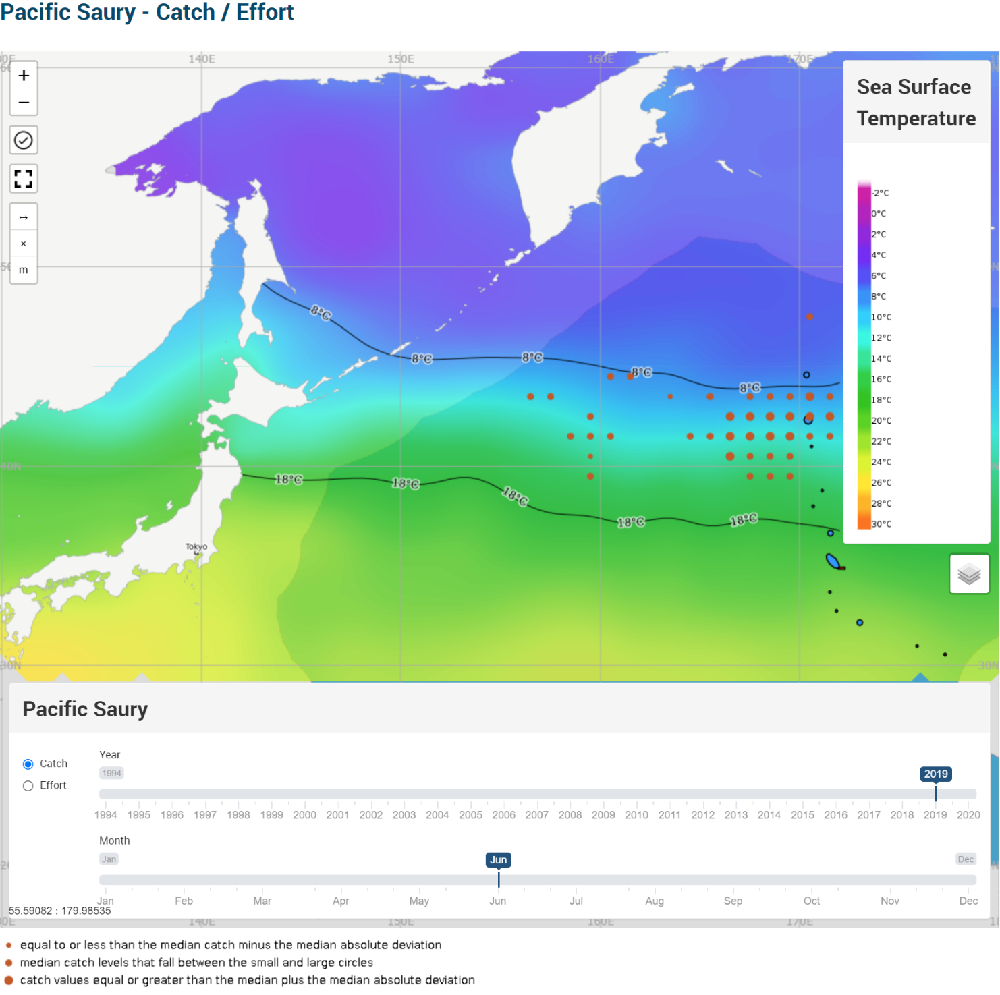 Pacific Saury - Catch / Effort
140E
150E
160E
170E
+
−
Sea Surface
Temperature
-2°C
0°C
2°C
4°C
6°C
8°C
10°C
12°C
14°C
16°C
18°C
20°C
22°C
24°C
26°C
28°C
30°C
↦
×
m
8°C
8°C
8°C
8°C
8°C
40N
18°C
18°C
18°C
18°C
18°C
Tokyo
30N
30N
Pacific Saury
Catch
Effort
Year
1994
2019
1994 1995 1996 1997 1998 1999 2000 2001 2002 2003 2004 2005 2006 2007 2008 2009 2010 2011 2012 2013 2014 2015 2016 2017 2018 2019 2020
Month
Jan
Jun
Dec
Jan Feb Mar Apr May Jun Jul Aug Sep Oct Nov Dec
55.59082 : 179.98535
140E
150E
160E
170E
equal to or less than the median catch minus the median absolute deviation
median catch levels that fall between the small and large circles
catch values equal or greater than the median plus the median absolute deviation